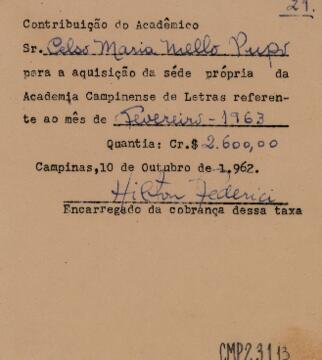 21.
Contribuição do Acadêmico
Sr. Celso Maria Mello Pupo
para a aquisição da séde própria da
Academia Campinense de Letras referen-
te ao mês de Fevereiro - 1963
Quantia: Cr.$ 2.600,00
Campinas, 10 de Outubro de 1.962.
Hilton Federici
Encarregado da cobrança dessa taxa
CMP2.3.1.13